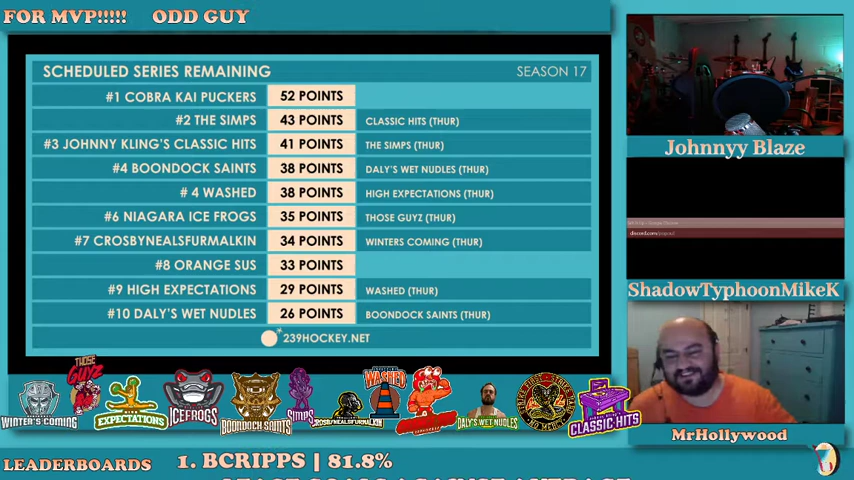 FOR MVP!!!!! ODD GUY
SCHEDULED SERIES REMAINING SEASON 17
#1 COBRA KAI PUCKERS 52 POINTS
#2 THE SIMPS 43 POINTS CLASSIC HITS (THUR)
#3 JOHNNY KLING'S CLASSIC HITS 41 POINTS THE SIMPS (THUR)
#4 BOONDOCK SAINTS 38 POINTS DALY'S WET NUDLES (THUR)
# 4 WASHED 38 POINTS HIGH EXPECTATIONS (THUR)
#6 NIAGARA ICE FROGS 35 POINTS THOSE GUYZ (THUR)
#7 CROSBYNEALSFURMALKIN 34 POINTS WINTERS COMING (THUR)
#8 ORANGE SUS 33 POINTS
#9 HIGH EXPECTATIONS 29 POINTS WASHED (THUR)
#10 DALY'S WET NUDLES 26 POINTS BOONDOCK SAINTS (THUR)
239HOCKEY.NET
Johnnyy Blaze
ShadowTyphoonMikeK
MrHollywood
WINTER'S COMING
THOSE GUYZ
EXPECTATIONS
ICEFROGS
BOONDOCK SAINTS
SIMPS
CROSBYNEALSFURMALKIN
WASHED
DALY'S WET NUDLES
CLASSIC HITS
LEADERBOARDS 1. BCRIPPS | 81.8%